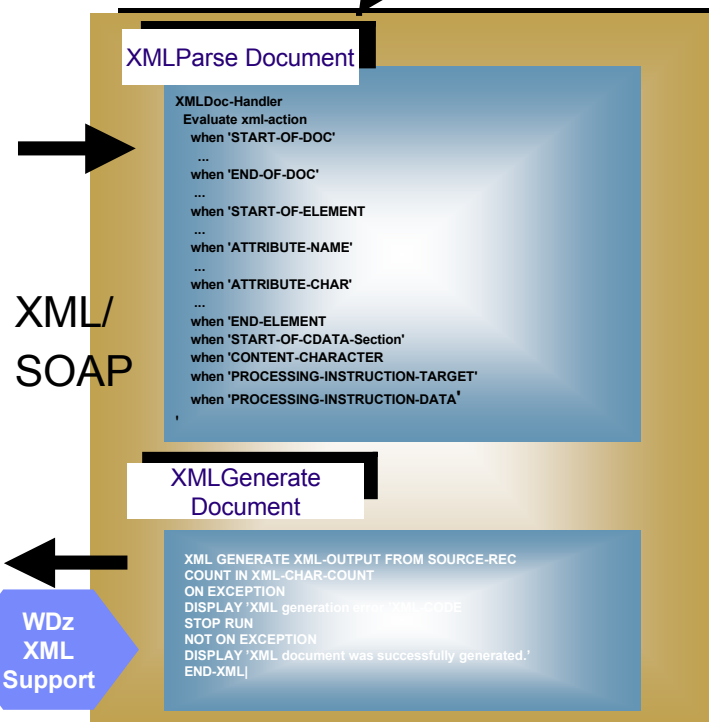 XMLParse Document
XMLDoc-Handler
Evaluate xml-action
when 'START-OF-DOC'
...
when 'END-OF-DOC'
...
when 'START-OF-ELEMENT
...
when 'ATTRIBUTE-NAME'
...
when 'ATTRIBUTE-CHAR'
...
when 'END-ELEMENT
when 'START-OF-CDATA-Section'
when 'CONTENT-CHARACTER
when 'PROCESSING-INSTRUCTION-TARGET'
when 'PROCESSING-INSTRUCTION-DATA'
'
XML/
SOAP
XMLGenerate
Document
XML GENERATE XML-OUTPUT FROM SOURCE-REC
COUNT IN XML-CHAR-COUNT
ON EXCEPTION
DISPLAY 'XML generation error 'XML-CODE
STOP RUN
NOT ON EXCEPTION
DISPLAY 'XML document was successfully generated.'
END-XML|
WDz
XML
Support